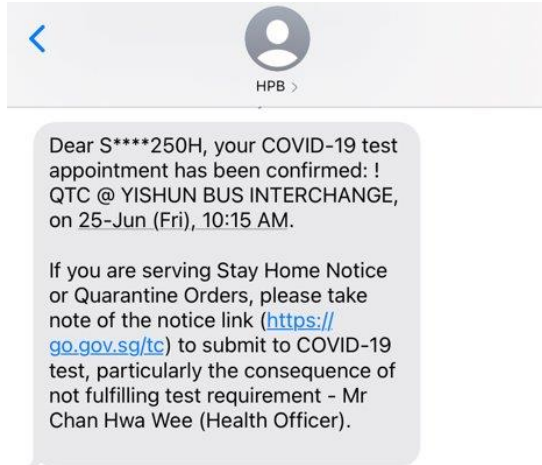 HPB >
Dear S****250H, your COVID-19 test
appointment has been confirmed: !
QTC @ YISHUN BUS INTERCHANGE,
on 25-Jun (Fri), 10:15 AM.
If you are serving Stay Home Notice
or Quarantine Orders, please take
note of the notice link (https://
go.gov.sg/tc) to submit to COVID-19
test, particularly the consequence of
not fulfilling test requirement - Mr
Chan Hwa Wee (Health Officer).